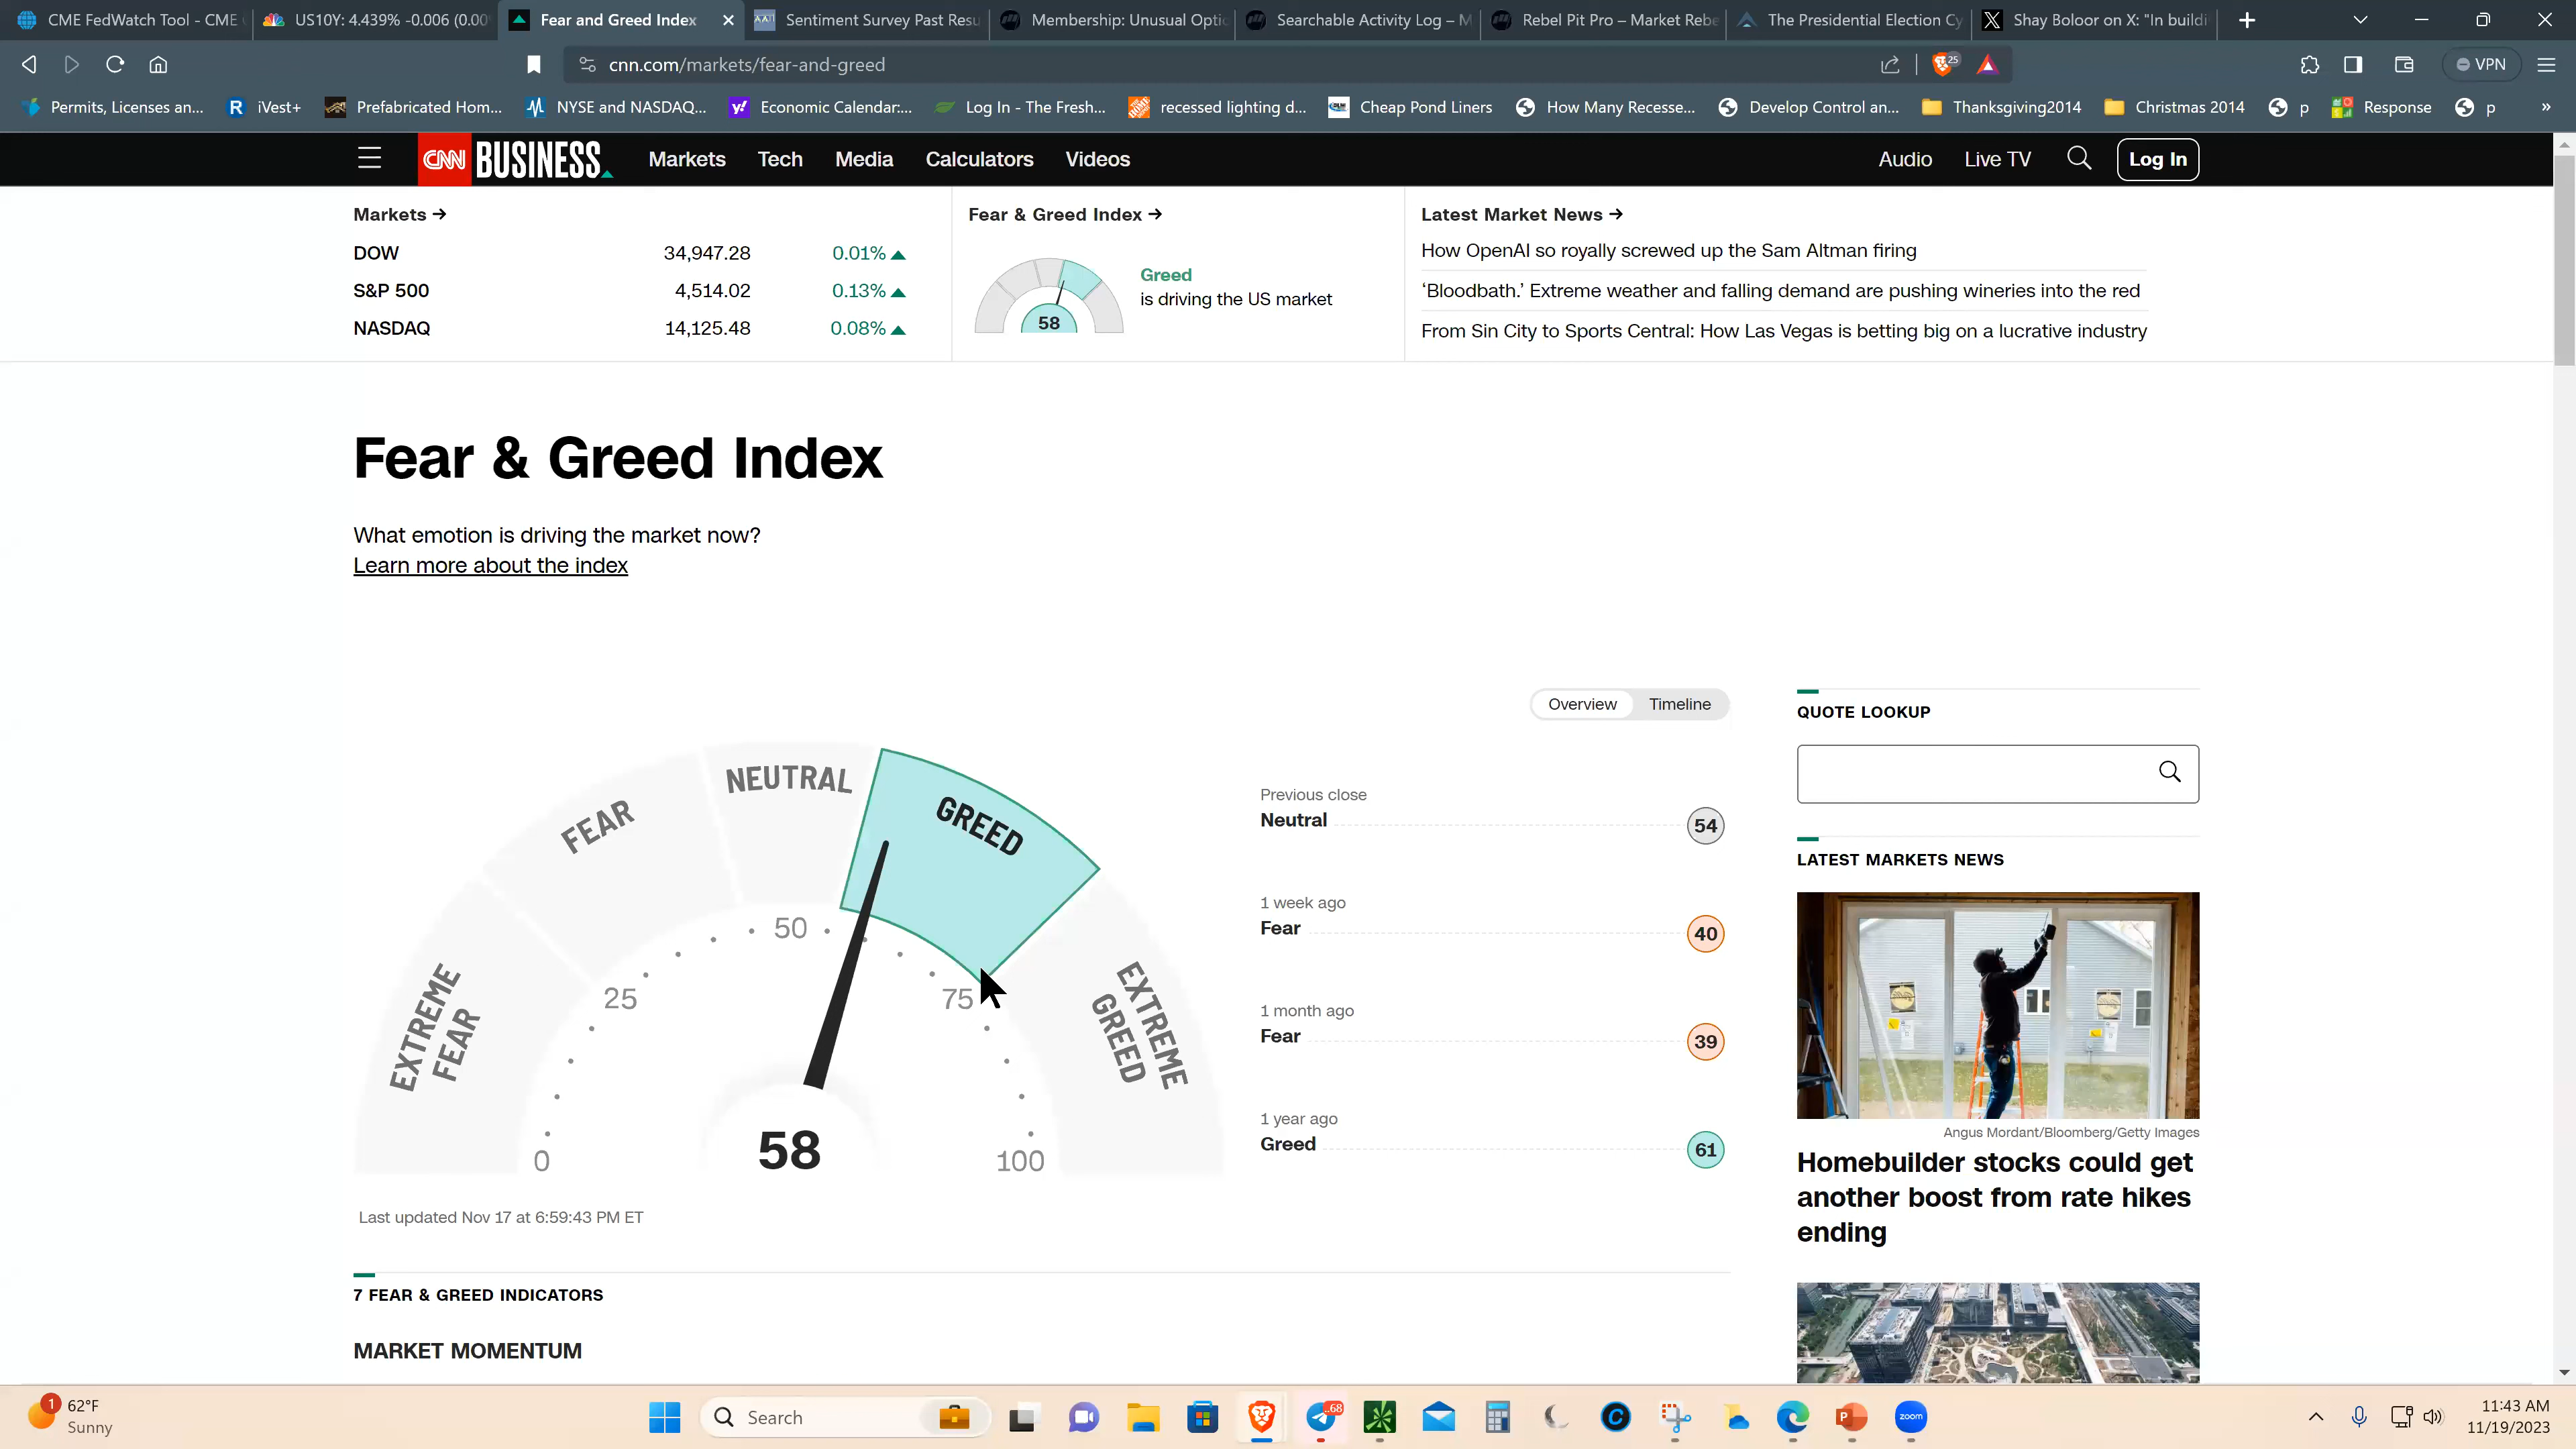 CME FedWatch Tool - CME
US10Y: 4.439% -0.006 (0.00
Fear and Greed Index
Sentiment Survey Past Resu
Membership: Unusual Optio
Searchable Activity Log – M
Rebel Pit Pro – Market Rebe
The Presidential Election Cy
Shay Boloor on X: "In buildi
cnn.com/markets/fear-and-greed
25
VPN
Permits, Licenses an...
iVest+
Prefabricated Hom...
NYSE and NASDAQ...
Economic Calendar:...
Log In - The Fresh...
recessed lighting d...
Cheap Pond Liners
How Many Recesse...
Develop Control an...
Thanksgiving2014
Christmas 2014
p
Response
p
»
CNN BUSINESS
Markets
Tech
Media
Calculators
Videos
Audio
Live TV
Log In
Markets →
DOW 34,947.28 0.01%
S&P 500 4,514.02 0.13%
NASDAQ 14,125.48 0.08%
Fear & Greed Index →
58
Greed
is driving the US market
Latest Market News →
How OpenAI so royally screwed up the Sam Altman firing
‘Bloodbath.’ Extreme weather and falling demand are pushing wineries into the red
From Sin City to Sports Central: How Las Vegas is betting big on a lucrative industry
Fear & Greed Index
What emotion is driving the market now?
Learn more about the index
Overview
Timeline
EXTREME
FEAR
FEAR
NEUTRAL
GREED
EXTREME
GREED
0
25
50
75
100
58
Last updated Nov 17 at 6:59:43 PM ET
Previous close
Neutral 54
1 week ago
Fear 40
1 month ago
Fear 39
1 year ago
Greed 61
QUOTE LOOKUP
LATEST MARKETS NEWS
Angus Mordant/Bloomberg/Getty Images
Homebuilder stocks could get
another boost from rate hikes
ending
7 FEAR & GREED INDICATORS
MARKET MOMENTUM
1
62°F
Sunny
Search
.68
zoom
11:43 AM
11/19/2023